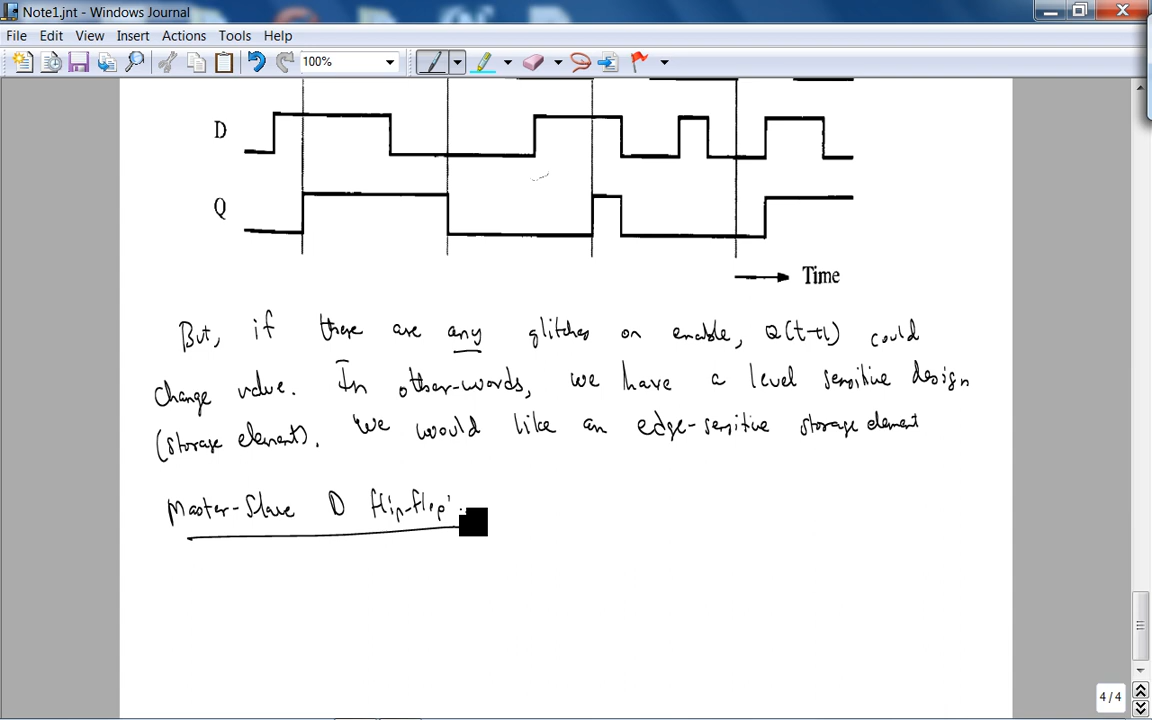 Note1.jnt - Windows Journal
File Edit View Insert Actions Tools Help
100%
D
Q
Time
But, if there are any glitches on enable, Q(t+1) could
change value. In other-words, we have a level sensitive design
(storage element). We would like an edge-sensitive storage element
Master-Slave D flip-flop:
4 / 4